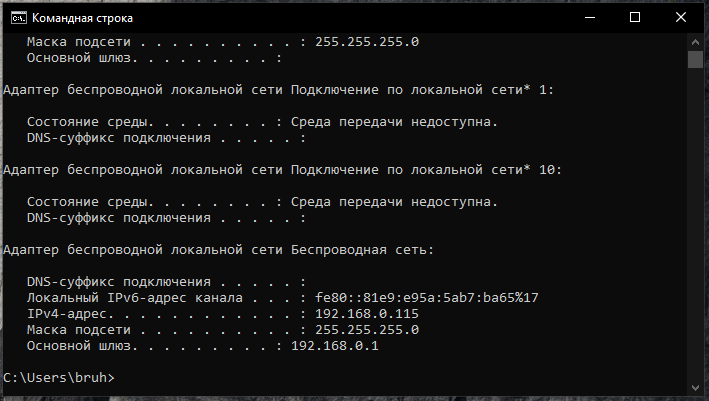 Командная строка
Маска подсети . . . . . . . . . . : 255.255.255.0
Основной шлюз. . . . . . . . . :
Адаптер беспроводной локальной сети Подключение по локальной сети* 1:
Состояние среды. . . . . . . . : Среда передачи недоступна.
DNS-суффикс подключения . . . . . :
Адаптер беспроводной локальной сети Подключение по локальной сети* 10:
Состояние среды. . . . . . . . : Среда передачи недоступна.
DNS-суффикс подключения . . . . . :
Адаптер беспроводной локальной сети Беспроводная сеть:
DNS-суффикс подключения . . . . . :
Локальный IPv6-адрес канала . . . : fe80::81e9:e95a:5ab7:ba65%17
IPv4-адрес. . . . . . . . . . . . : 192.168.0.115
Маска подсети . . . . . . . . . . : 255.255.255.0
Основной шлюз. . . . . . . . . : 192.168.0.1
C:\Users\bruh>